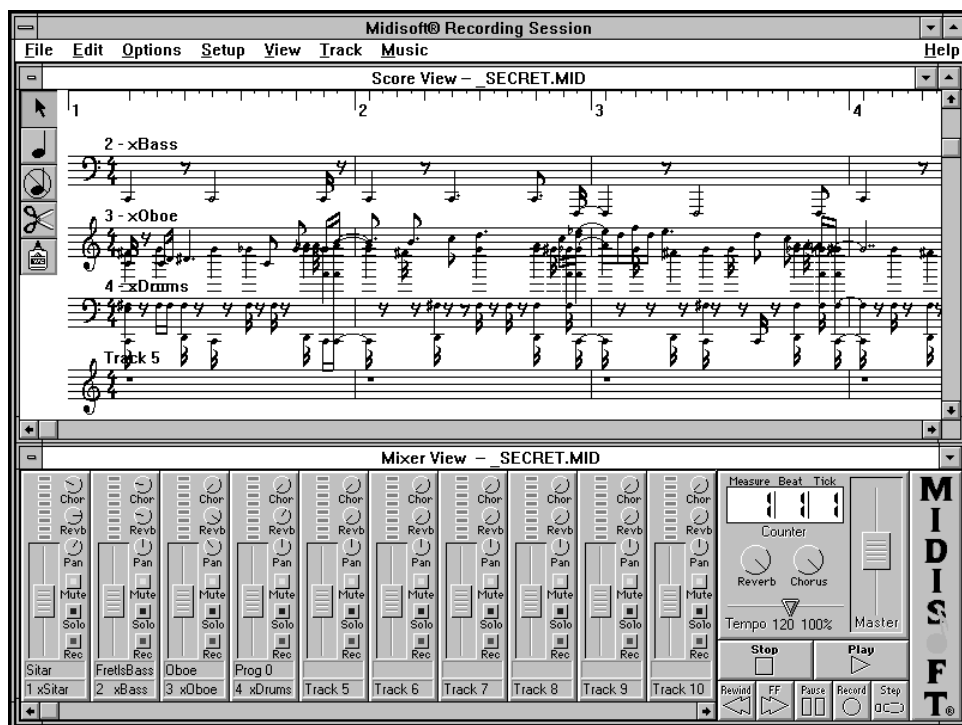 Midisoft® Recording Session
File Edit Options Setup View Track Music Help
Score View – _SECRET.MID
1 2 3 4
2 - xBass
3 - xOboe
4 - xDrums
Track 5
Mixer View – _SECRET.MID
Chor Chor Chor Chor Chor Chor Chor Chor Chor Chor
Revb Revb Revb Revb Revb Revb Revb Revb Revb Revb
Pan Pan Pan Pan Pan Pan Pan Pan Pan Pan
Mute Mute Mute Mute Mute Mute Mute Mute Mute Mute
Solo Solo Solo Solo Solo Solo Solo Solo Solo Solo
Rec Rec Rec Rec Rec Rec Rec Rec Rec Rec
Sitar FretlsBass Oboe Prog 0
1 xSitar 2 xBass 3 xOboe 4 xDrums Track 5 Track 6 Track 7 Track 8 Track 9 Track 10
Measure Beat Tick
1 1 1
Counter
Reverb Chorus
Tempo 120 100% Master
Stop Play
Rewind FF Pause Record Step
MIDISOFT®